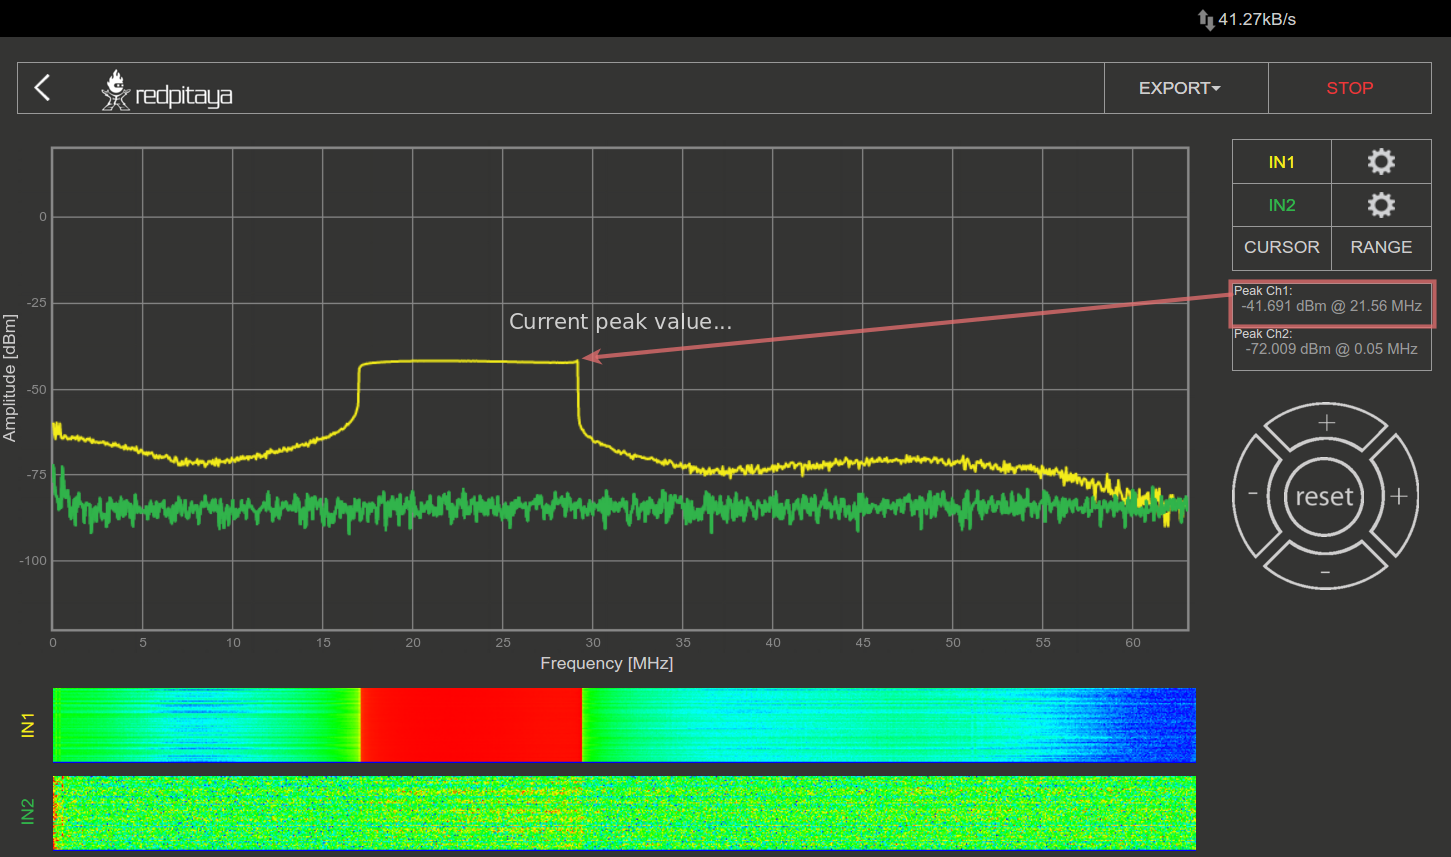 41.27kB/s
redpitaya
EXPORT
STOP
IN1
IN2
CURSOR RANGE
Peak Ch1:
-41.691 dBm @ 21.56 MHz
Peak Ch2:
-72.009 dBm @ 0.05 MHz
+
- reset +
-
Amplitude [dBm]
0
-25
-50
-75
-100
Current peak value...
0 5 10 15 20 25 30 35 40 45 50 55 60
Frequency [MHz]
IN1
IN2